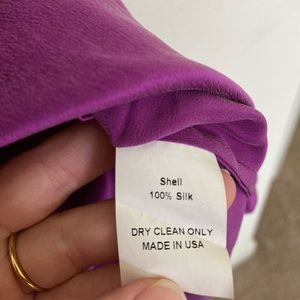 Shell
100% Silk
DRY CLEAN ONLY
MADE IN USA